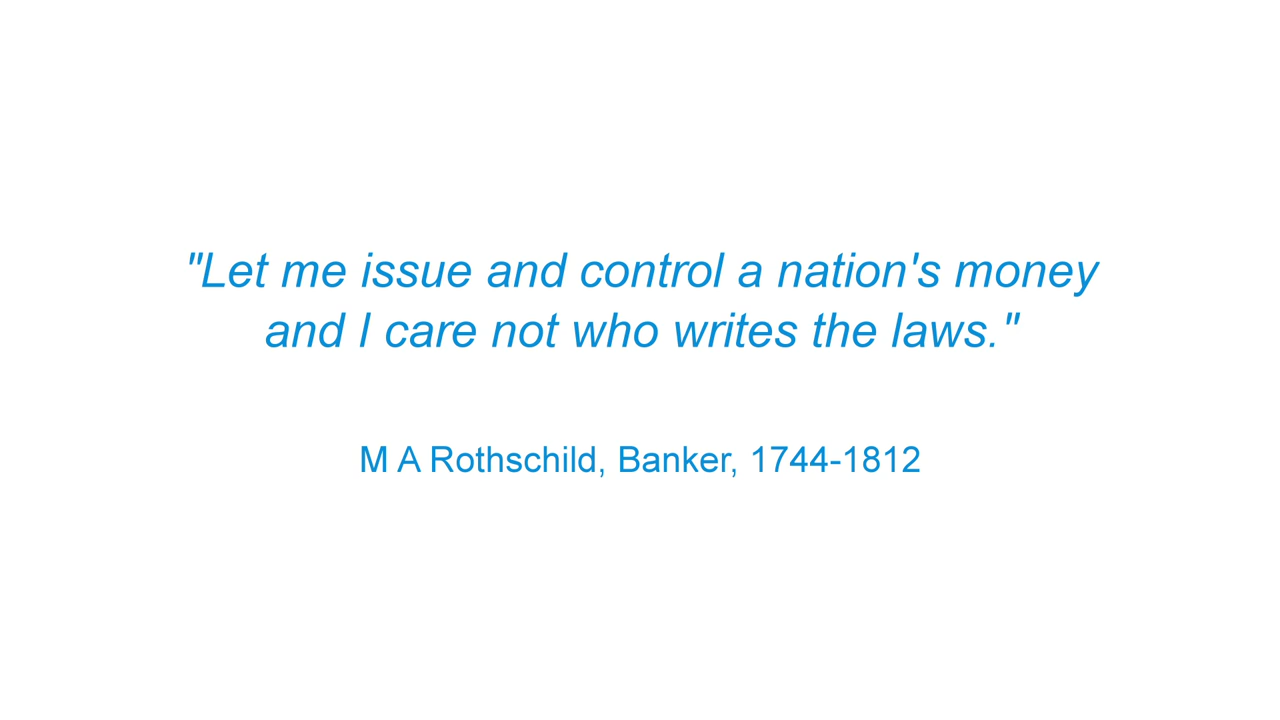 "Let me issue and control a nation's money
and I care not who writes the laws."
M A Rothschild, Banker, 1744-1812